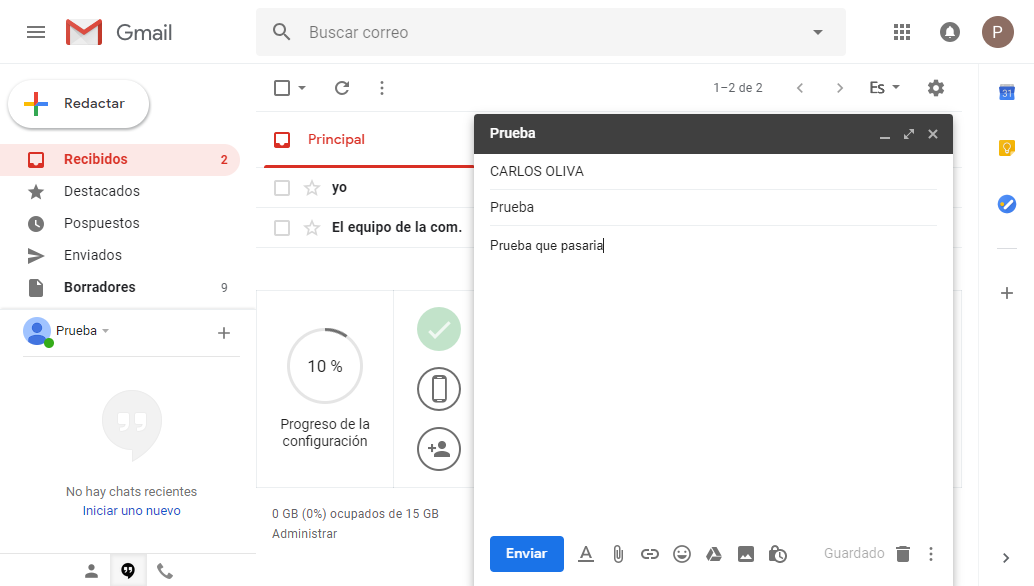 Gmail
Buscar correo
P
Redactar
1–2 de 2
Es
31
Recibidos 2
Destacados
Pospuestos
Enviados
Borradores 9
Prueba
No hay chats recientes
Iniciar uno nuevo
Principal
yo
El equipo de la com.
10 %
Progreso de la
configuración
0 GB (0%) ocupados de 15 GB
Administrar
Prueba
CARLOS OLIVA
Prueba
Prueba que pasaria
Enviar
Guardado